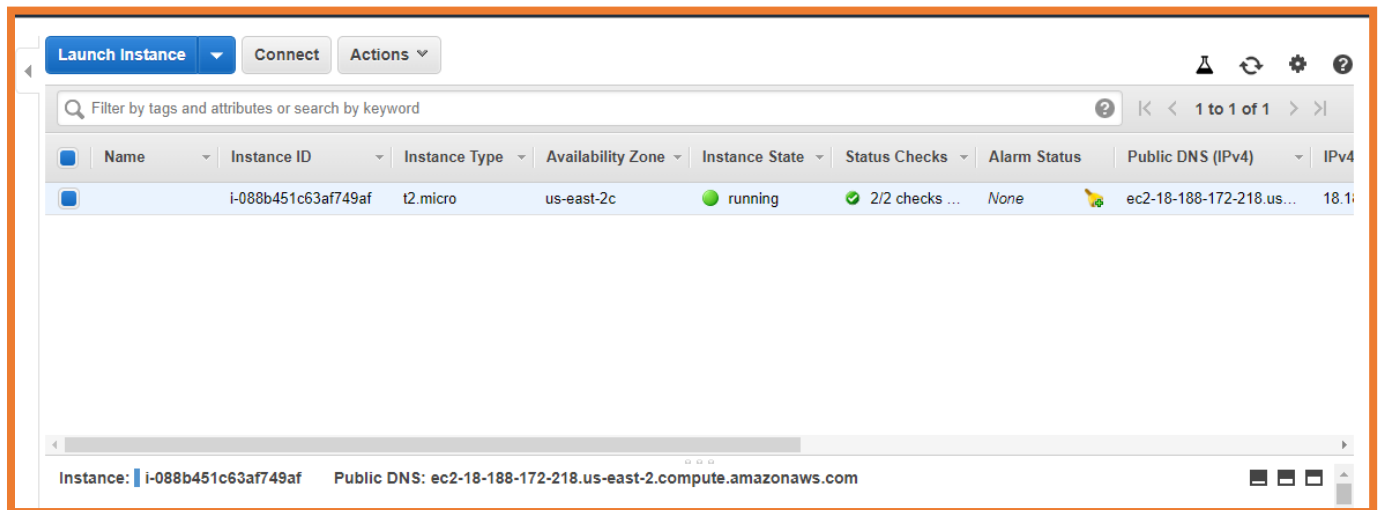 Launch Instance Connect Actions
Filter by tags and attributes or search by keyword 1 to 1 of 1
Name Instance ID Instance Type Availability Zone Instance State Status Checks Alarm Status Public DNS (IPv4) IPv4
i-088b451c63af749af t2.micro us-east-2c running 2/2 checks ... None ec2-18-188-172-218.us... 18.18
Instance: i-088b451c63af749af Public DNS: ec2-18-188-172-218.us-east-2.compute.amazonaws.com